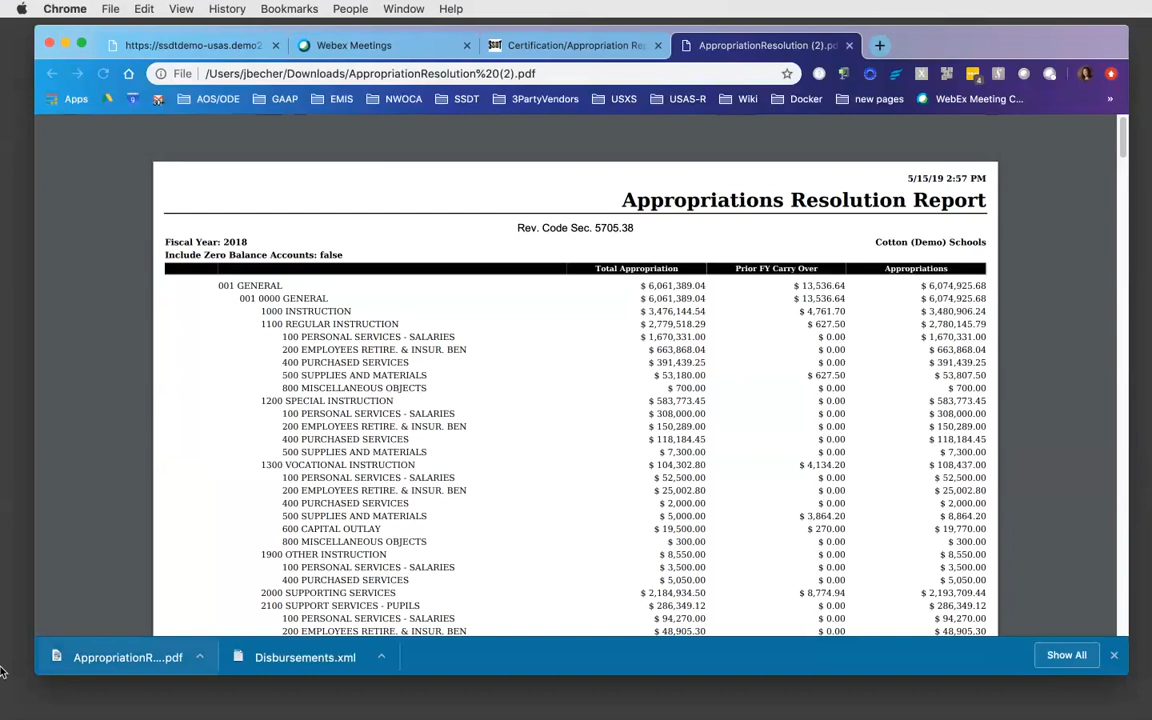 Chrome File Edit View History Bookmarks People Window Help
https://ssdtdemo-usas.demo2 Webex Meetings Certification/Appropriation Re AppropriationResolution (2).pdf
File /Users/jbecher/Downloads/AppropriationResolution%20(2).pdf
Apps AOS/ODE GAAP EMIS NWOCA SSDT 3PartyVendors USXS USAS-R Wiki Docker new pages WebEx Meeting C... »
5/15/19 2:57 PM
Appropriations Resolution Report
Rev. Code Sec. 5705.38
Fiscal Year: 2018
Include Zero Balance Accounts: false Cotton (Demo) Schools
Total Appropriation Prior FY Carry Over Appropriations
001 GENERAL $ 6,061,389.04 $ 13,536.64 $ 6,074,925.68
001 0000 GENERAL $ 6,061,389.04 $ 13,536.64 $ 6,074,925.68
1000 INSTRUCTION $ 3,476,144.54 $ 4,761.70 $ 3,480,906.24
1100 REGULAR INSTRUCTION $ 2,779,518.29 $ 627.50 $ 2,780,145.79
100 PERSONAL SERVICES - SALARIES $ 1,670,331.00 $ 0.00 $ 1,670,331.00
200 EMPLOYEES RETIRE. & INSUR. BEN $ 663,868.04 $ 0.00 $ 663,868.04
400 PURCHASED SERVICES $ 391,439.25 $ 0.00 $ 391,439.25
500 SUPPLIES AND MATERIALS $ 53,180.00 $ 627.50 $ 53,807.50
800 MISCELLANEOUS OBJECTS $ 700.00 $ 0.00 $ 700.00
1200 SPECIAL INSTRUCTION $ 583,773.45 $ 0.00 $ 583,773.45
100 PERSONAL SERVICES - SALARIES $ 308,000.00 $ 0.00 $ 308,000.00
200 EMPLOYEES RETIRE. & INSUR. BEN $ 150,289.00 $ 0.00 $ 150,289.00
400 PURCHASED SERVICES $ 118,184.45 $ 0.00 $ 118,184.45
500 SUPPLIES AND MATERIALS $ 7,300.00 $ 0.00 $ 7,300.00
1300 VOCATIONAL INSTRUCTION $ 104,302.80 $ 4,134.20 $ 108,437.00
100 PERSONAL SERVICES - SALARIES $ 52,500.00 $ 0.00 $ 52,500.00
200 EMPLOYEES RETIRE. & INSUR. BEN $ 25,002.80 $ 0.00 $ 25,002.80
400 PURCHASED SERVICES $ 2,000.00 $ 0.00 $ 2,000.00
500 SUPPLIES AND MATERIALS $ 5,000.00 $ 3,864.20 $ 8,864.20
600 CAPITAL OUTLAY $ 19,500.00 $ 270.00 $ 19,770.00
800 MISCELLANEOUS OBJECTS $ 300.00 $ 0.00 $ 300.00
1900 OTHER INSTRUCTION $ 8,550.00 $ 0.00 $ 8,550.00
100 PERSONAL SERVICES - SALARIES $ 3,500.00 $ 0.00 $ 3,500.00
400 PURCHASED SERVICES $ 5,050.00 $ 0.00 $ 5,050.00
2000 SUPPORTING SERVICES $ 2,184,934.50 $ 8,774.94 $ 2,193,709.44
2100 SUPPORT SERVICES - PUPILS $ 286,349.12 $ 0.00 $ 286,349.12
100 PERSONAL SERVICES - SALARIES $ 94,270.00 $ 0.00 $ 94,270.00
200 EMPLOYEES RETIRE. & INSUR. BEN $ 48,905.30 $ 0.00 $ 48,905.30
AppropriationR....pdf Disbursements.xml Show All